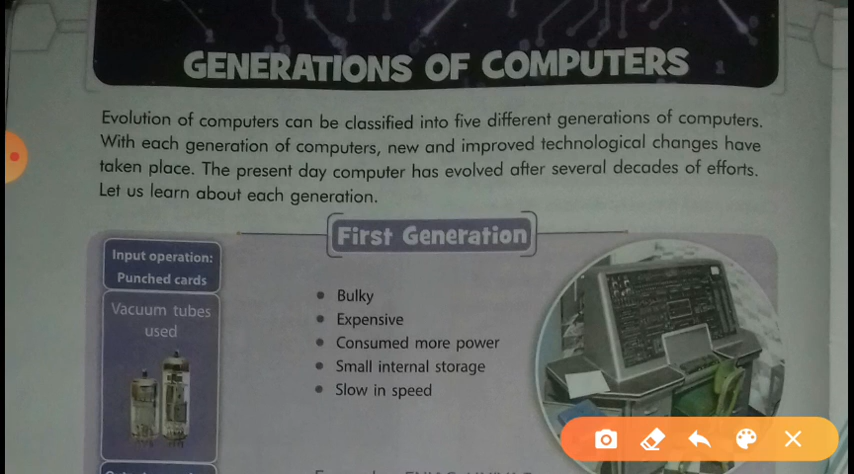 GENERATIONS OF COMPUTERS
Evolution of computers can be classified into five different generations of computers.
With each generation of computers, new and improved technological changes have
taken place. The present day computer has evolved after several decades of efforts.
Let us learn about each generation.
First Generation
Input operation:
Punched cards
Vacuum tubes
used
• Bulky
• Expensive
• Consumed more power
• Small internal storage
• Slow in speed